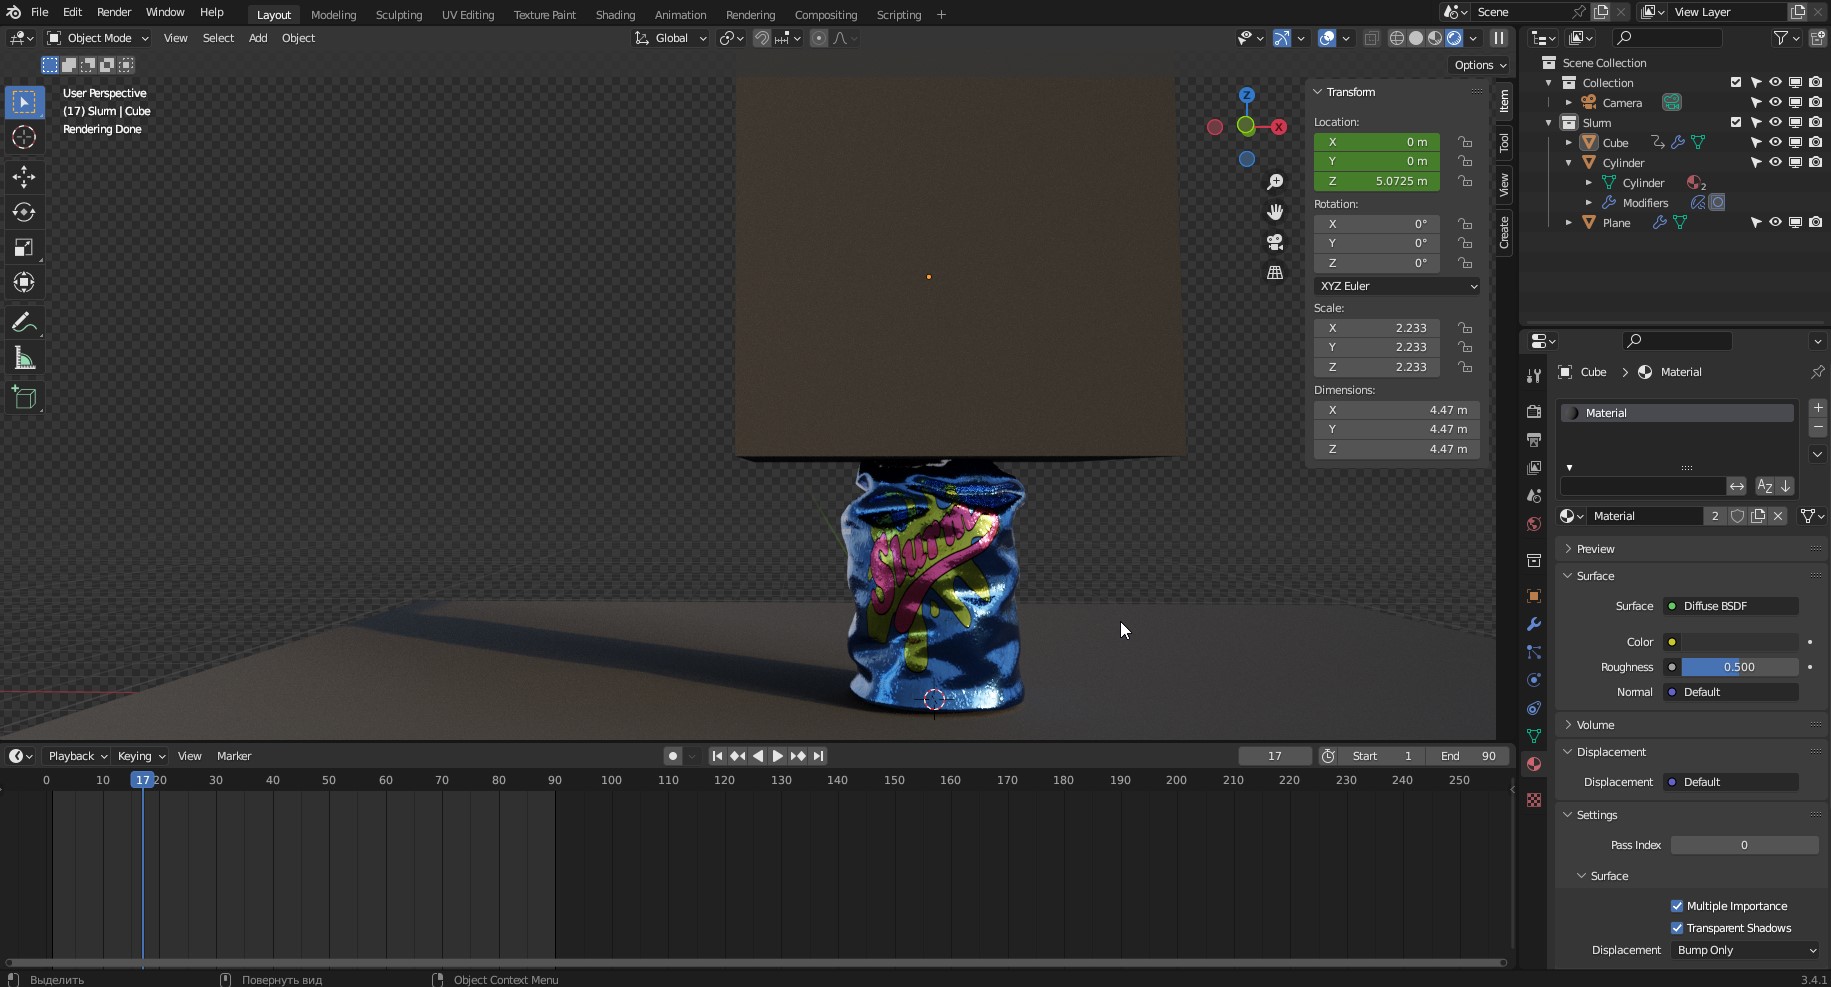 File Edit Render Window Help Layout Modeling Sculpting UV Editing Texture Paint Shading Animation Rendering Compositing Scripting + Scene View Layer
Object Mode View Select Add Object Global
Options
User Perspective
(17) Slurm | Cube
Rendering Done
Z
X
Transform
Location:
X 0 m
Y 0 m
Z 5.0725 m
Rotation:
X 0°
Y 0°
Z 0°
XYZ Euler
Scale:
X 2.233
Y 2.233
Z 2.233
Dimensions:
X 4.47 m
Y 4.47 m
Z 4.47 m
Item
Tool
View
Create
Slurm
Scene Collection
Collection
Camera
Slurm
Cube
Cylinder
Cylinder 2
Modifiers
Plane
Cube > Material
Material
Material 2
Preview
Surface
Surface Diffuse BSDF
Color
Roughness 0.500
Normal Default
Volume
Displacement
Displacement Default
Settings
Pass Index 0
Surface
Multiple Importance
Transparent Shadows
Displacement Bump Only
Playback Keying View Marker 17 Start 1 End 90
0 10 17 20 30 40 50 60 70 80 90 100 110 120 130 140 150 160 170 180 190 200 210 220 230 240 250
Выделить Повернуть вид Object Context Menu 3.4.1